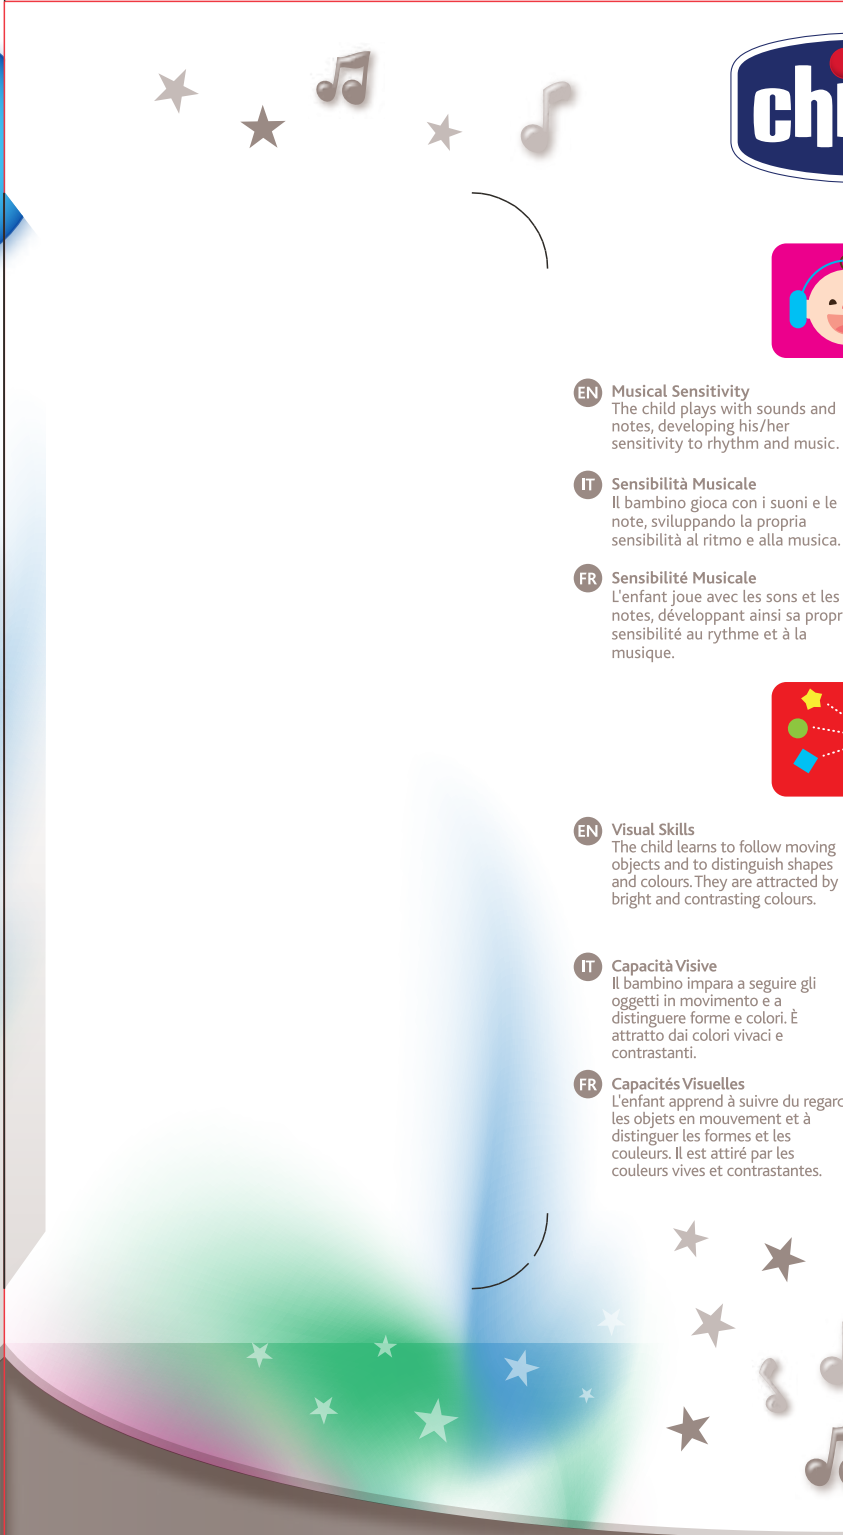 ch
EN Musical Sensitivity
The child plays with sounds and
notes, developing his/her
sensitivity to rhythm and music.
IT Sensibilità Musicale
Il bambino gioca con i suoni e le
note, sviluppando la propria
sensibilità al ritmo e alla musica.
FR Sensibilité Musicale
L'enfant joue avec les sons et les
notes, développant ainsi sa propr
sensibilité au rythme et à la
musique.
EN Visual Skills
The child learns to follow moving
objects and to distinguish shapes
and colours. They are attracted by
bright and contrasting colours.
IT Capacità Visive
Il bambino impara a seguire gli
oggetti in movimento e a
distinguere forme e colori. È
attratto dai colori vivaci e
contrastanti.
FR Capacités Visuelles
L'enfant apprend à suivre du regard
les objets en mouvement et à
distinguer les formes et les
couleurs. Il est attiré par les
couleurs vives et contrastantes.